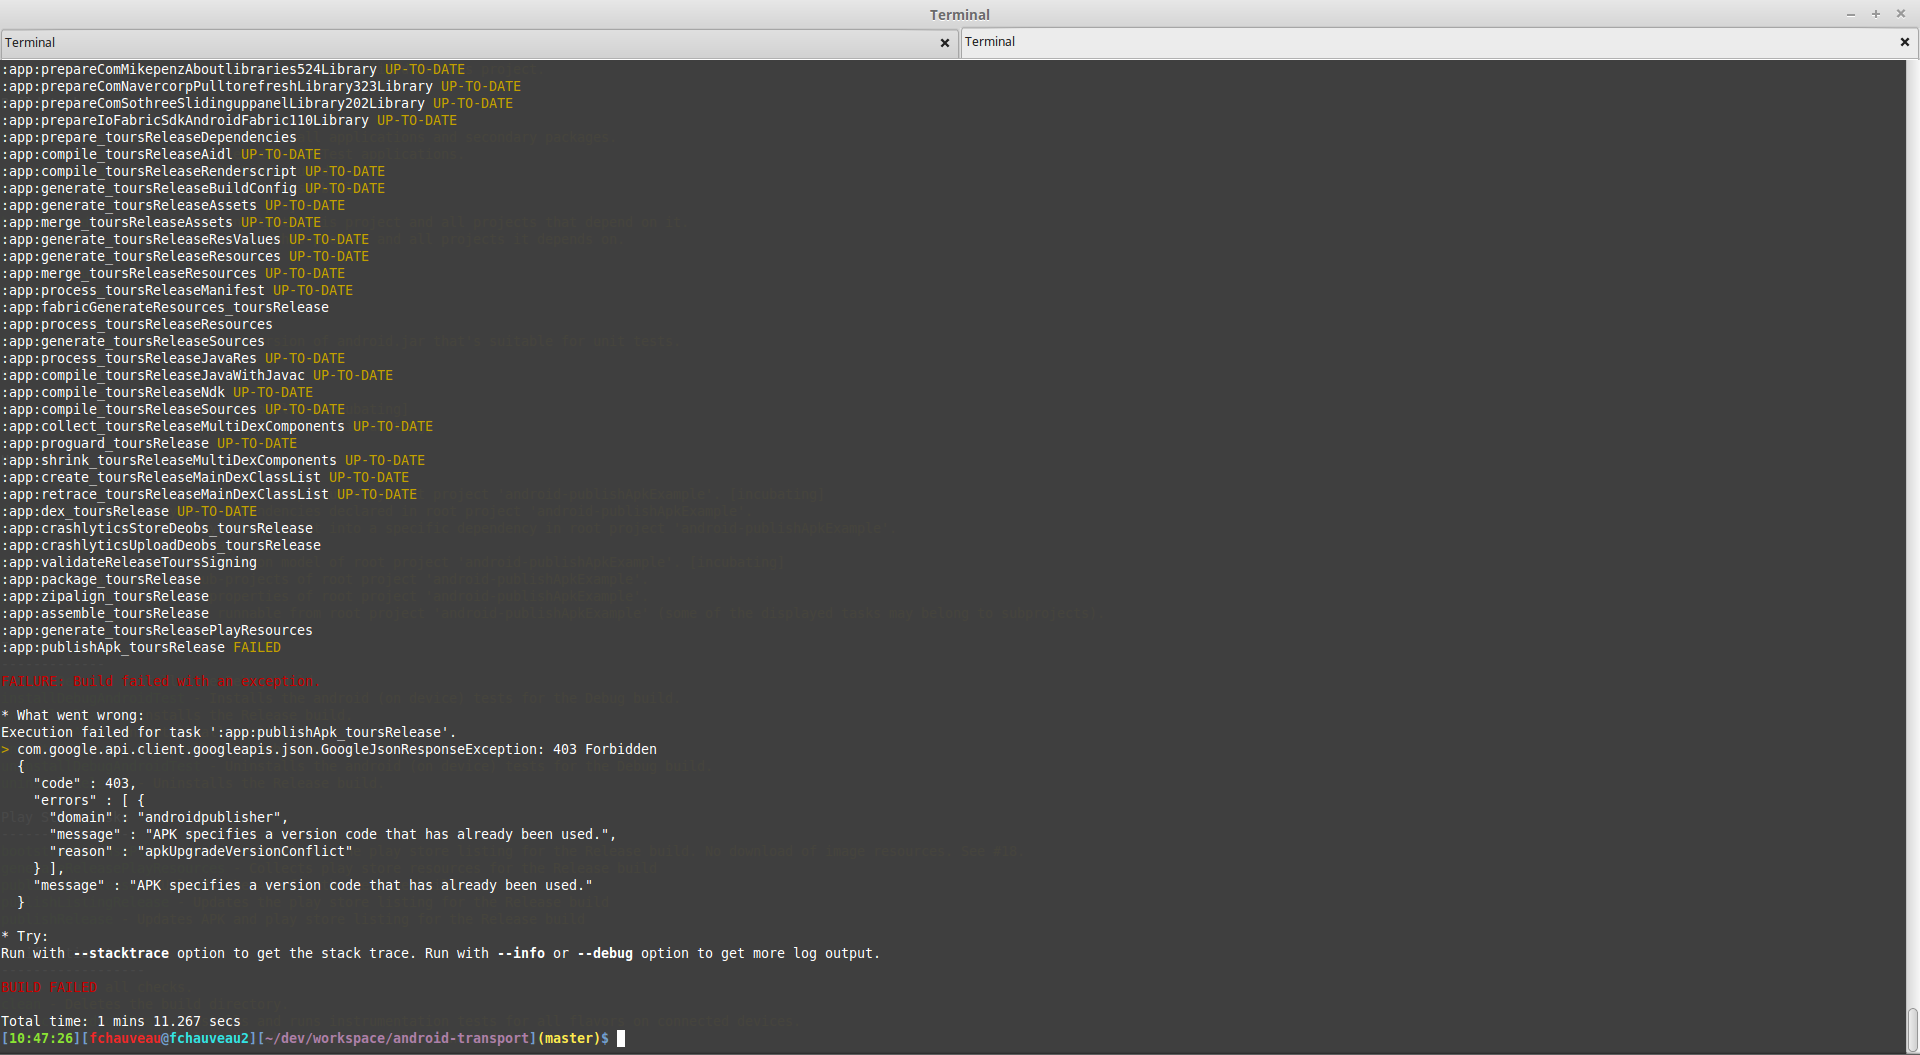 Terminal
Terminal
Terminal
:app:prepareComMikepenzAboutlibraries524Library UP-TO-DATE
:app:prepareComNavercorpPulltorefreshLibrary323Library UP-TO-DATE
:app:prepareComSothreeSlidinguppanelLibrary202Library UP-TO-DATE
:app:prepareIoFabricSdkAndroidFabric110Library UP-TO-DATE
:app:prepare_toursReleaseDependencies
:app:compile_toursReleaseAidl UP-TO-DATE
:app:compile_toursReleaseRenderscript UP-TO-DATE
:app:generate_toursReleaseBuildConfig UP-TO-DATE
:app:generate_toursReleaseAssets UP-TO-DATE
:app:merge_toursReleaseAssets UP-TO-DATE
:app:generate_toursReleaseResValues UP-TO-DATE
:app:generate_toursReleaseResources UP-TO-DATE
:app:merge_toursReleaseResources UP-TO-DATE
:app:process_toursReleaseManifest UP-TO-DATE
:app:fabricGenerateResources_toursRelease
:app:process_toursReleaseResources
:app:generate_toursReleaseSources
:app:process_toursReleaseJavaRes UP-TO-DATE
:app:compile_toursReleaseJavaWithJavac UP-TO-DATE
:app:compile_toursReleaseNdk UP-TO-DATE
:app:compile_toursReleaseSources UP-TO-DATE
:app:collect_toursReleaseMultiDexComponents UP-TO-DATE
:app:proguard_toursRelease UP-TO-DATE
:app:shrink_toursReleaseMultiDexComponents UP-TO-DATE
:app:create_toursReleaseMainDexClassList UP-TO-DATE
:app:retrace_toursReleaseMainDexClassList UP-TO-DATE
:app:dex_toursRelease UP-TO-DATE
:app:crashlyticsStoreDeobs_toursRelease
:app:crashlyticsUploadDeobs_toursRelease
:app:validateReleaseToursSigning
:app:package_toursRelease
:app:zipalign_toursRelease
:app:assemble_toursRelease
:app:generate_toursReleasePlayResources
:app:publishApk_toursRelease FAILED
FAILURE: Build failed with an exception.
* What went wrong:
Execution failed for task ':app:publishApk_toursRelease'.
> com.google.api.client.googleapis.json.GoogleJsonResponseException: 403 Forbidden
{
"code" : 403,
"errors" : [ {
"domain" : "androidpublisher",
"message" : "APK specifies a version code that has already been used.",
"reason" : "apkUpgradeVersionConflict"
} ],
"message" : "APK specifies a version code that has already been used."
}
* Try:
Run with --stacktrace option to get the stack trace. Run with --info or --debug option to get more log output.
BUILD FAILED
Total time: 1 mins 11.267 secs
[10:47:26][fchauveau@fchauveau2][~/dev/workspace/android-transport](master)$